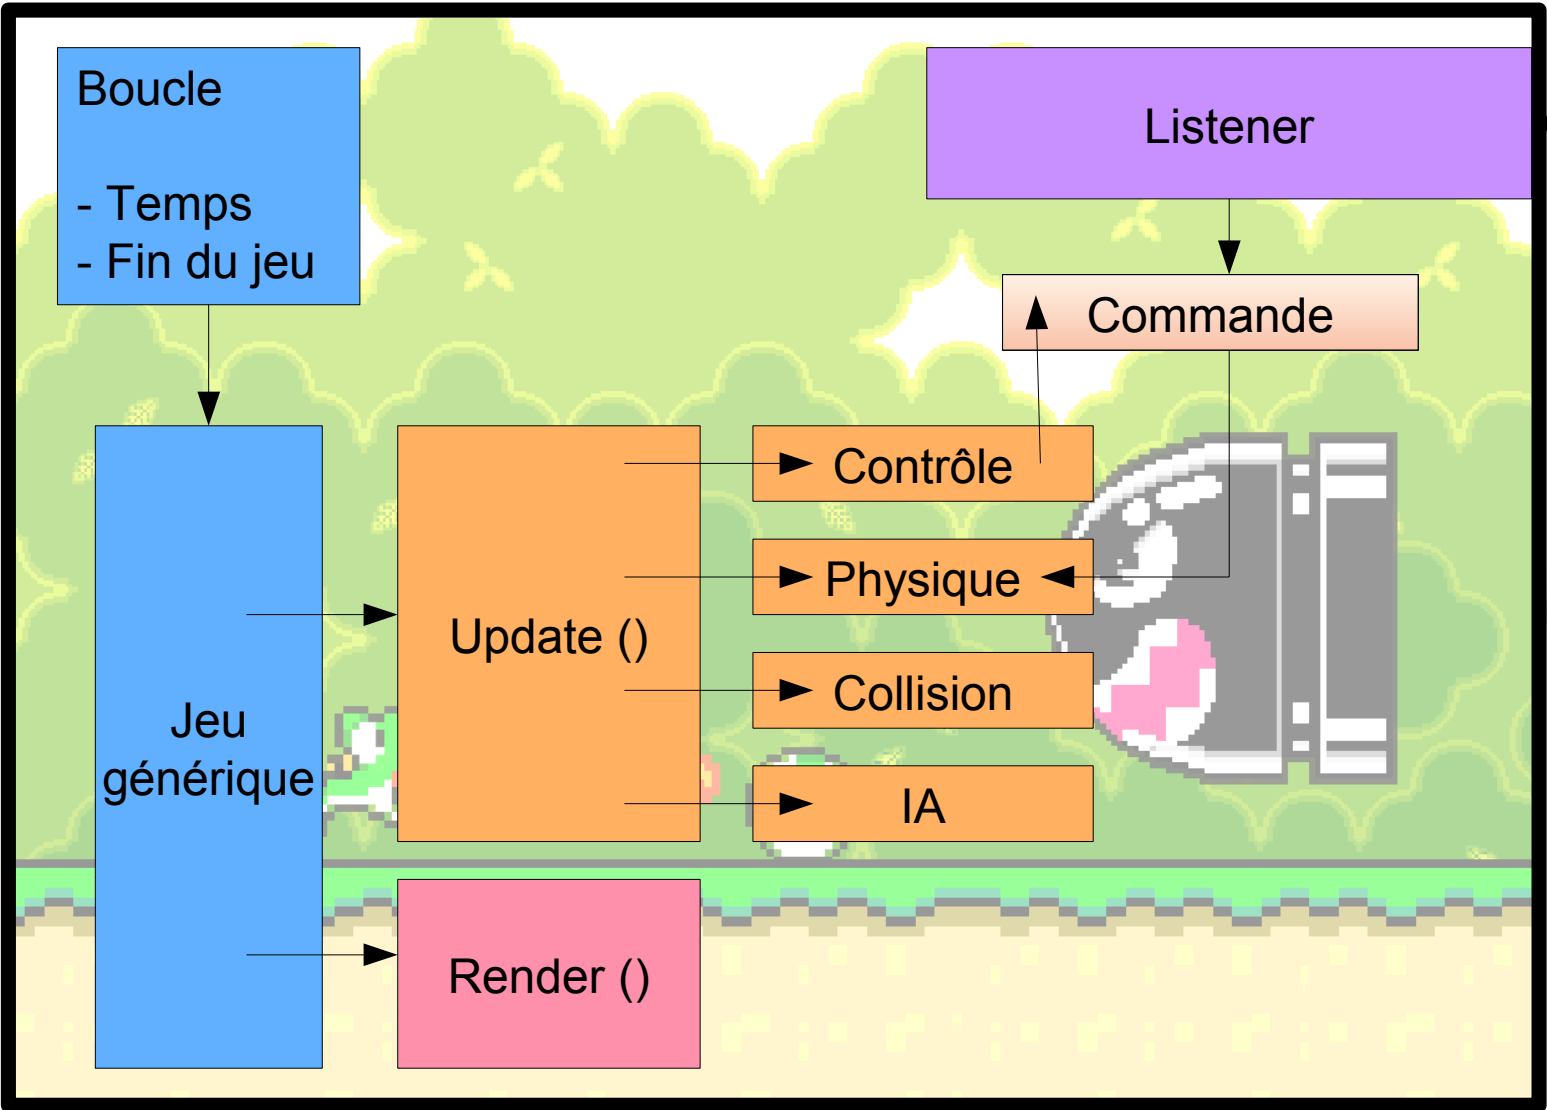 Boucle
- Temps
- Fin du jeu
Listener
Commande
Jeu
générique
Update ()
Contrôle
Physique
Collision
IA
Render ()